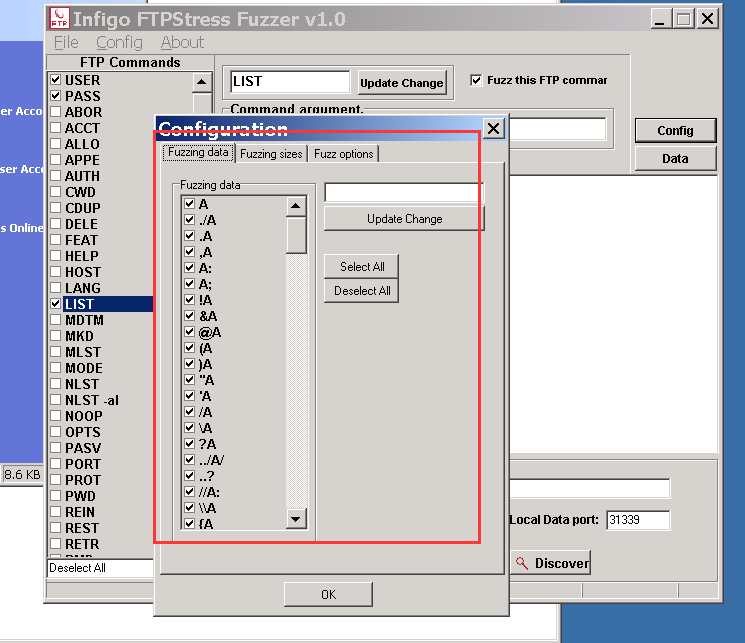 Infigo FTPStress Fuzzer v1.0
File Config About
FTP Commands
USER
PASS
ABOR
ACCT
ALLO
APPE
AUTH
CWD
CDUP
DELE
FEAT
HELP
HOST
LANG
LIST
MDTM
MKD
MLST
MODE
NLST
NLST -al
NOOP
OPTS
PASV
PORT
PROT
PWD
REIN
REST
RETR
Deselect All
er Acco
ser Acc
s Online
8.6 KB
LIST
Update Change
Fuzz this FTP commar
Command argument.
Config
Data
Configuration
Fuzzing data
Fuzzing sizes
Fuzz options
Fuzzing data
A
./A
.A
,A
A:
A;
!A
&A
@A
(A
)A
"A
'A
/A
\A
?A
../A/
..?
//A:
\\A
{A
Update Change
Select All
Deselect All
OK
Local Data port: 31339
Discover